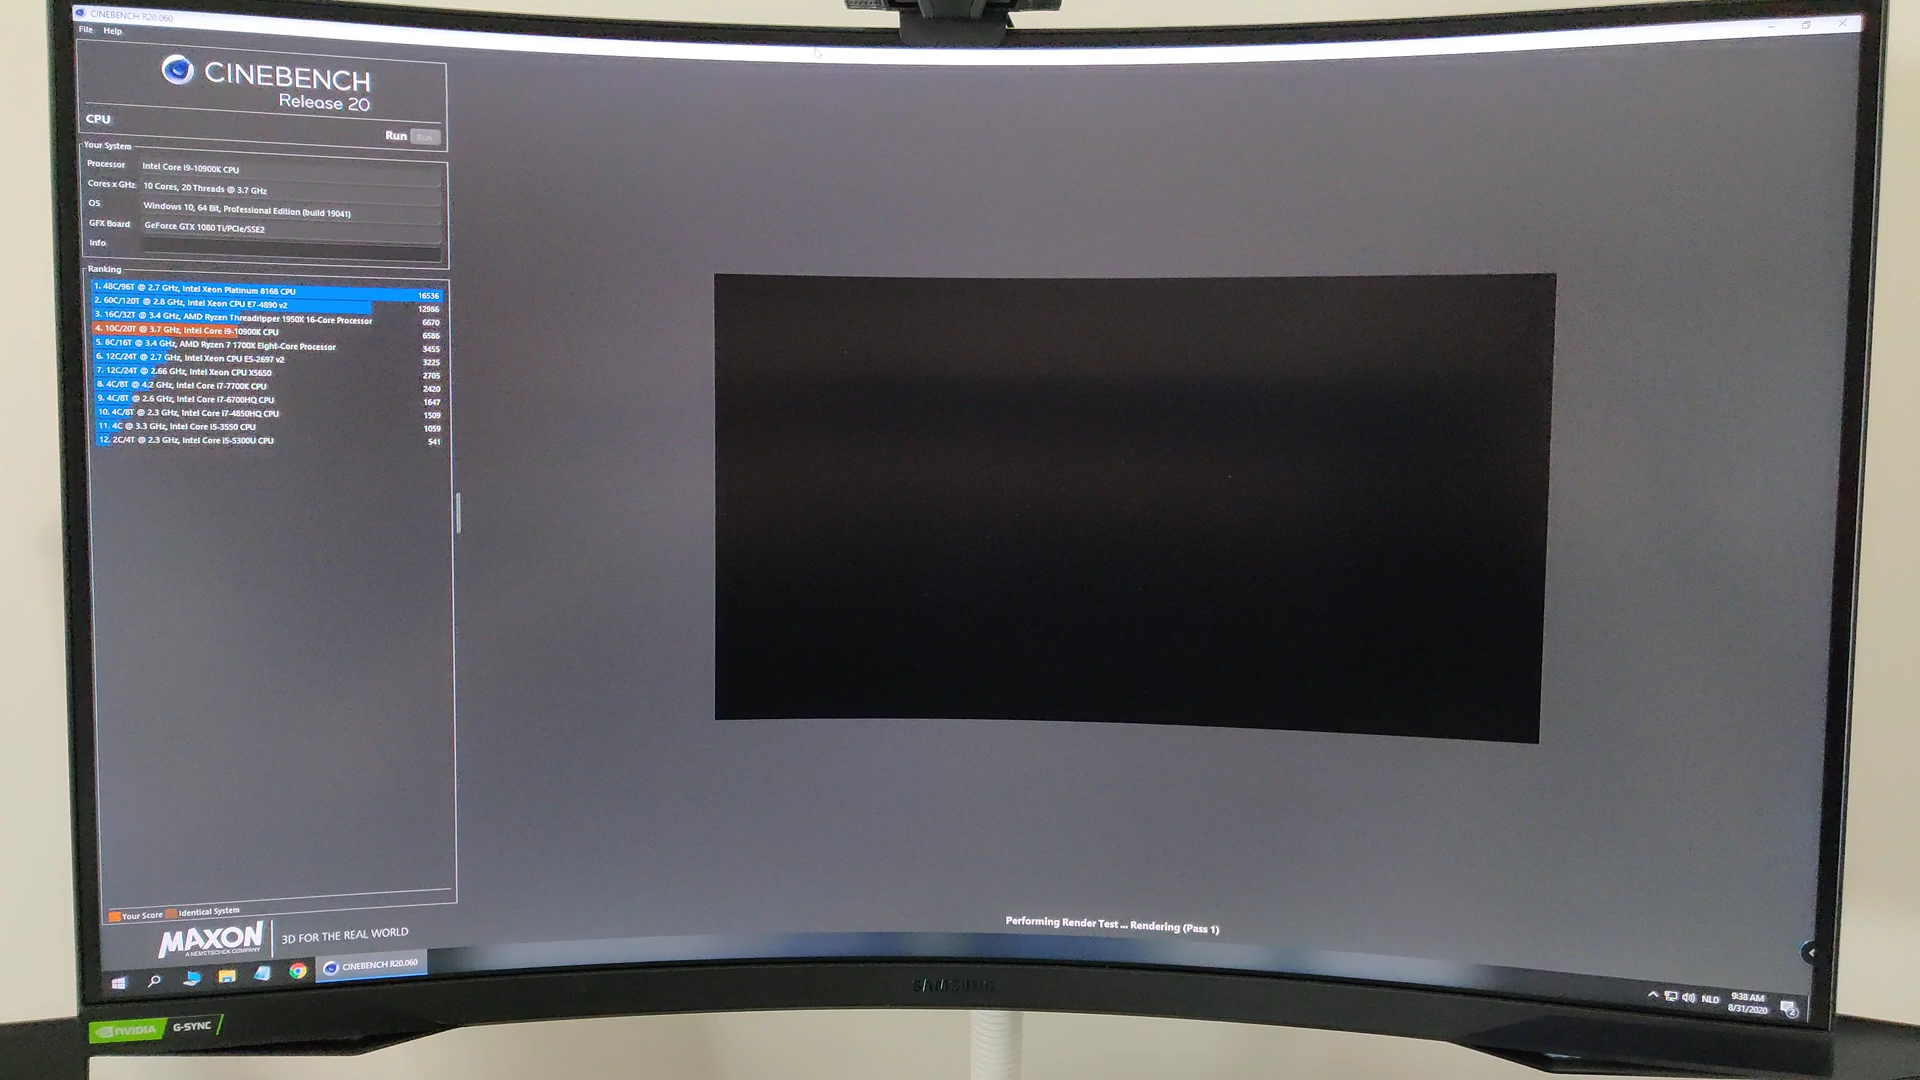 CINEBENCH R20.060
File Help
CINEBENCH
Release 20
CPU
Run Run
Your System
Processor Intel Core i9-10900K CPU
Cores x GHz 10 Cores, 20 Threads @ 3.7 GHz
OS Windows 10, 64 Bit, Professional Edition (build 19041)
GFX Board GeForce GTX 1080 Ti/PCIe/SSE2
Info
Ranking
1. 48C/96T @ 2.7 GHz, Intel Xeon Platinum 8168 CPU 16536
2. 60C/120T @ 2.8 GHz, Intel Xeon CPU E7-4890 v2 12986
3. 16C/32T @ 3.4 GHz, AMD Ryzen Threadripper 1950X 16-Core Processor 6670
4. 10C/20T @ 3.7 GHz, Intel Core i9-10900K CPU 6586
5. 8C/16T @ 3.4 GHz, AMD Ryzen 7 1700X Eight-Core Processor 3455
6. 12C/24T @ 2.7 GHz, Intel Xeon CPU E5-2697 v2 3225
7. 12C/24T @ 2.66 GHz, Intel Xeon CPU X5650 2705
8. 4C/8T @ 4.2 GHz, Intel Core i7-7700K CPU 2420
9. 4C/8T @ 2.6 GHz, Intel Core i7-6700HQ CPU 1647
10. 4C/8T @ 2.3 GHz, Intel Core i7-4850HQ CPU 1509
11. 4C @ 3.3 GHz, Intel Core i5-3550 CPU 1059
12. 2C/4T @ 2.3 GHz, Intel Core i5-5300U CPU 541
Your Score Identical System
MAXON 3D FOR THE REAL WORLD
A NEMETSCHEK COMPANY
Performing Render Test ... Rendering (Pass 1)
CINEBENCH R20.060
NLD 9:38 AM
8/31/2020
2
SAMSUNG
NVIDIA G-SYNC